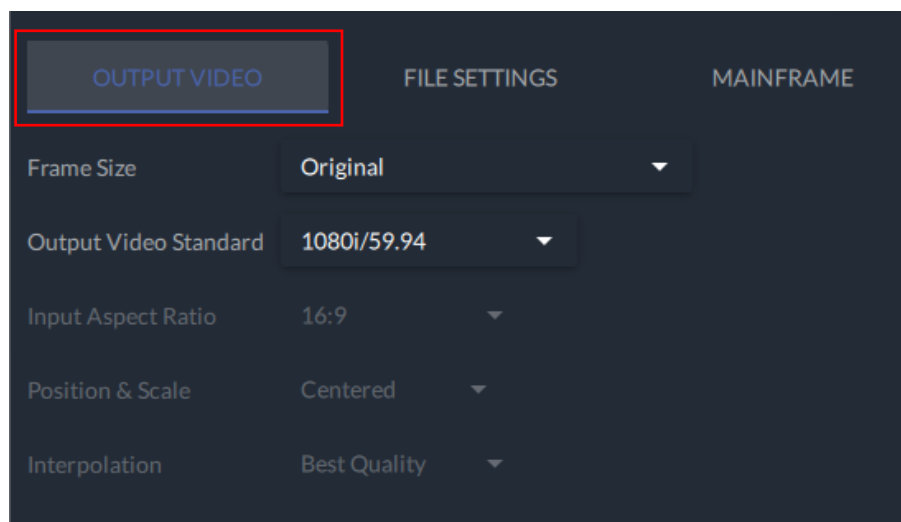 OUTPUT VIDEO FILE SETTINGS MAINFRAME
Frame Size Original
Output Video Standard 1080i/59.94
Input Aspect Ratio 16:9
Position & Scale Centered
Interpolation Best Quality